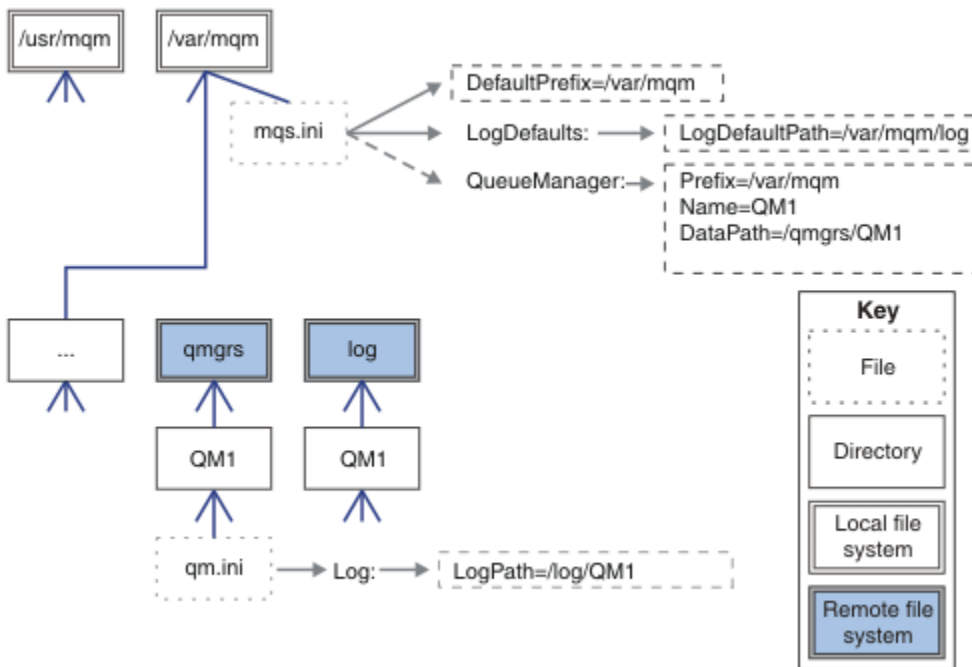 /usr/mqm
/var/mqm
mqs.ini
DefaultPrefix=/var/mqm
LogDefaults:
LogDefaultPath=/var/mqm/log
QueueManager:
Prefix=/var/mqm
Name=QM1
DataPath=/qmgrs/QM1
...
qmgrs
log
QM1
QM1
qm.ini
Log:
LogPath=/log/QM1
Key
File
Directory
Local file
system
Remote file
system